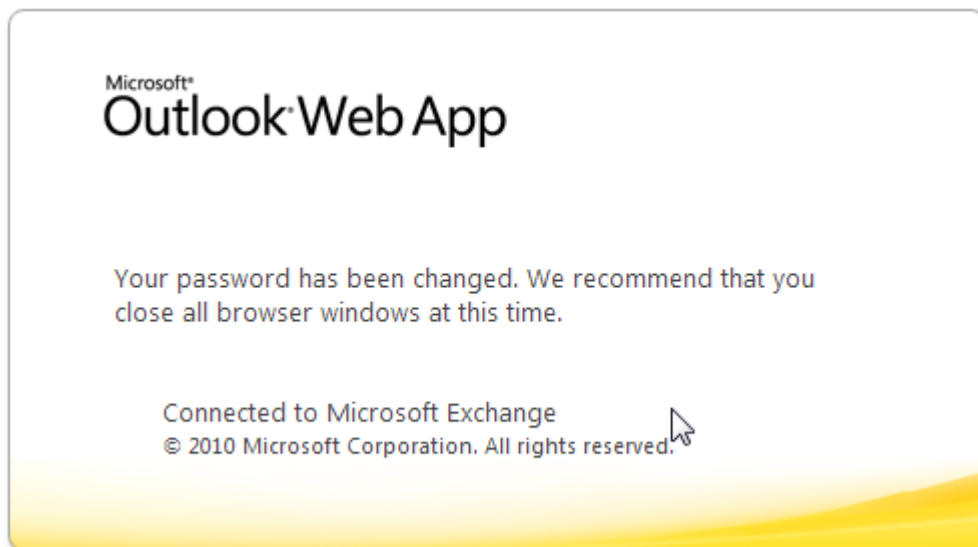 Microsoft®
Outlook® Web App
Your password has been changed. We recommend that you
close all browser windows at this time.
Connected to Microsoft Exchange
© 2010 Microsoft Corporation. All rights reserved.